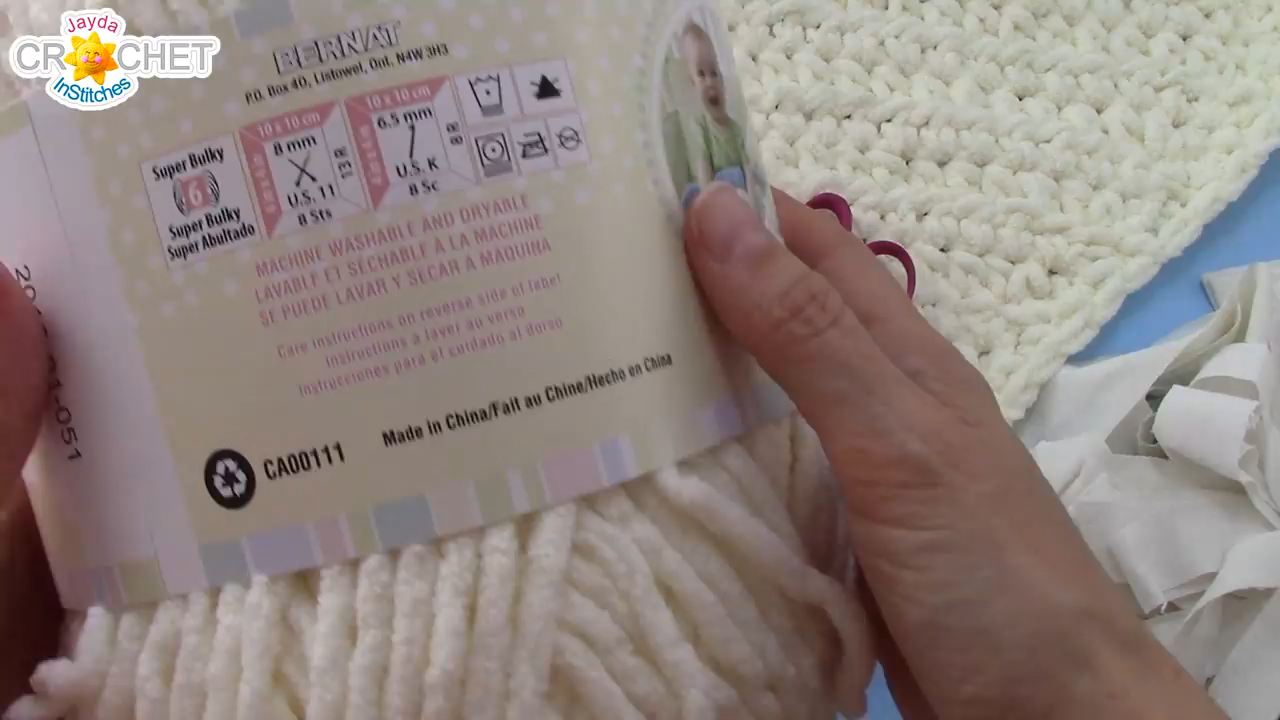 Jayda
CROCHET
InStitches
BERNAT
P.O. Box 40, Listowel, Ont. N4W 3H3
Super Bulky
6
Super Bulky
Super Abultado
10 x 10 cm
8 mm
13R
U.S. 11
8 Sts
10 x 10 cm
6.5 mm
8R
U.S. K
8 Sc
MACHINE WASHABLE AND DRYABLE
LAVABLE ET SÉCHABLE À LA MACHINE
SE PUEDE LAVAR Y SECAR A MAQUINA
Care instructions on reverse side of label
Instructions à laver au verso
Instrucciones para el cuidado al dorso
Made in China/Fait au Chine/Hecho en China
CA00111